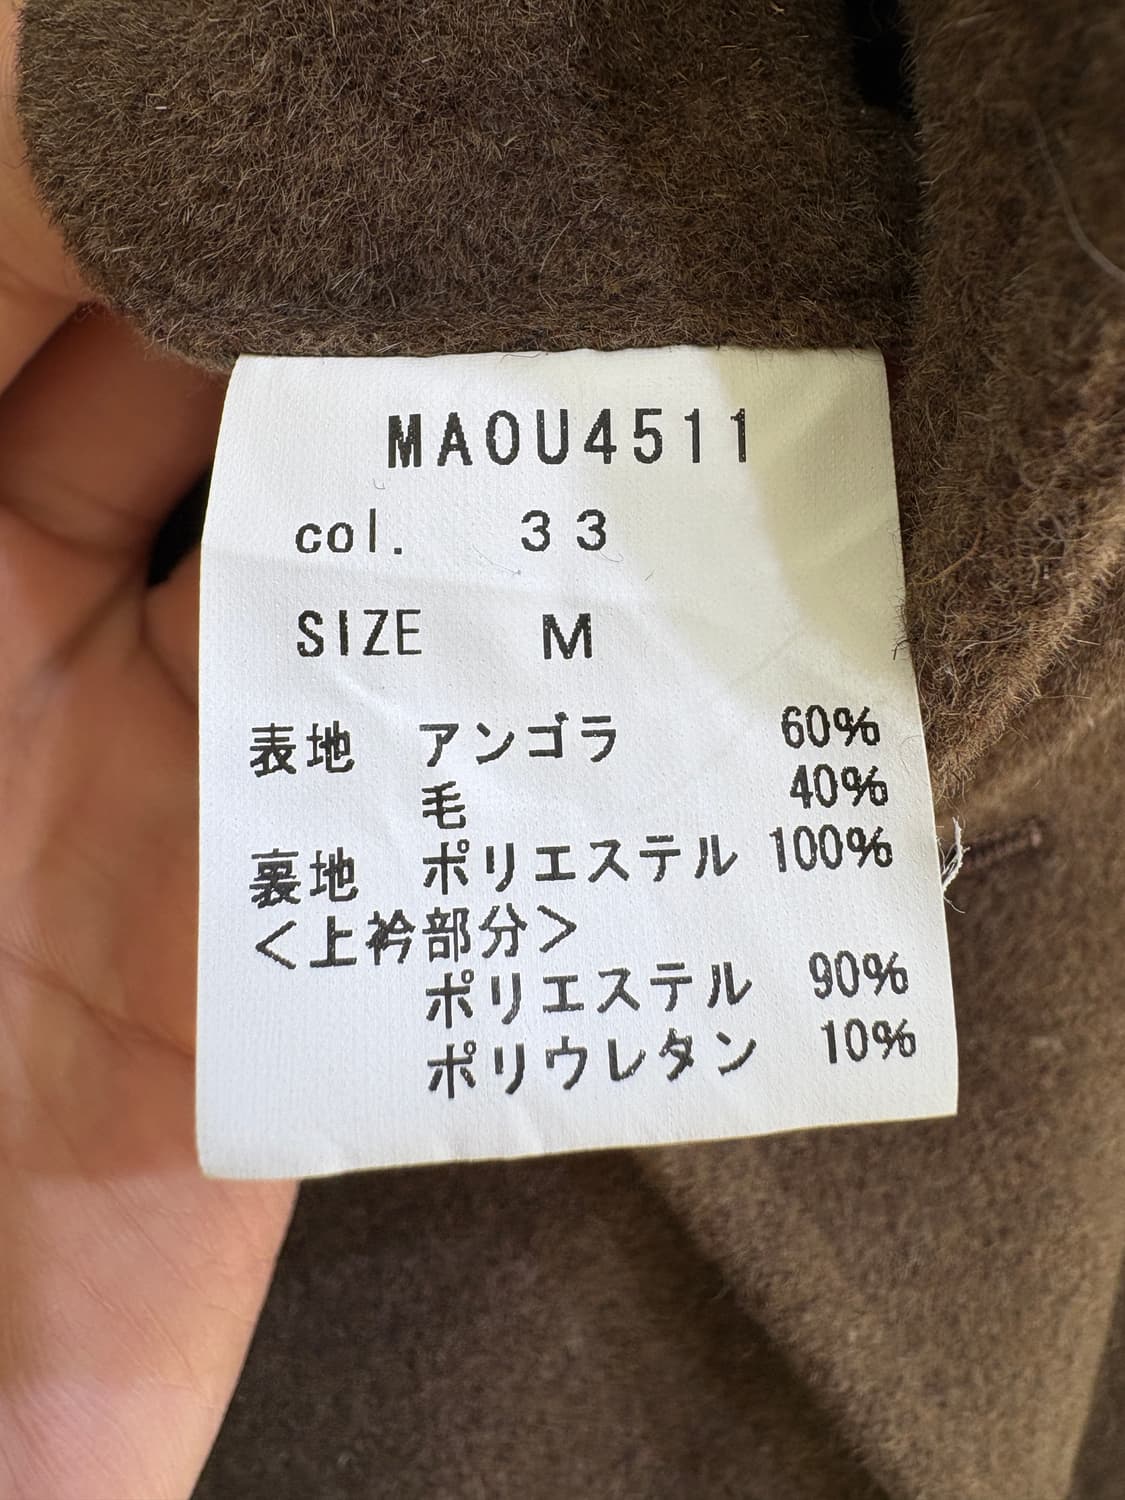 MAOU4511
col. 33
SIZE M
表地 アンゴラ 60%
毛 40%
裏地 ポリエステル 100%
＜上衿部分＞
ポリエステル 90%
ポリウレタン 10%